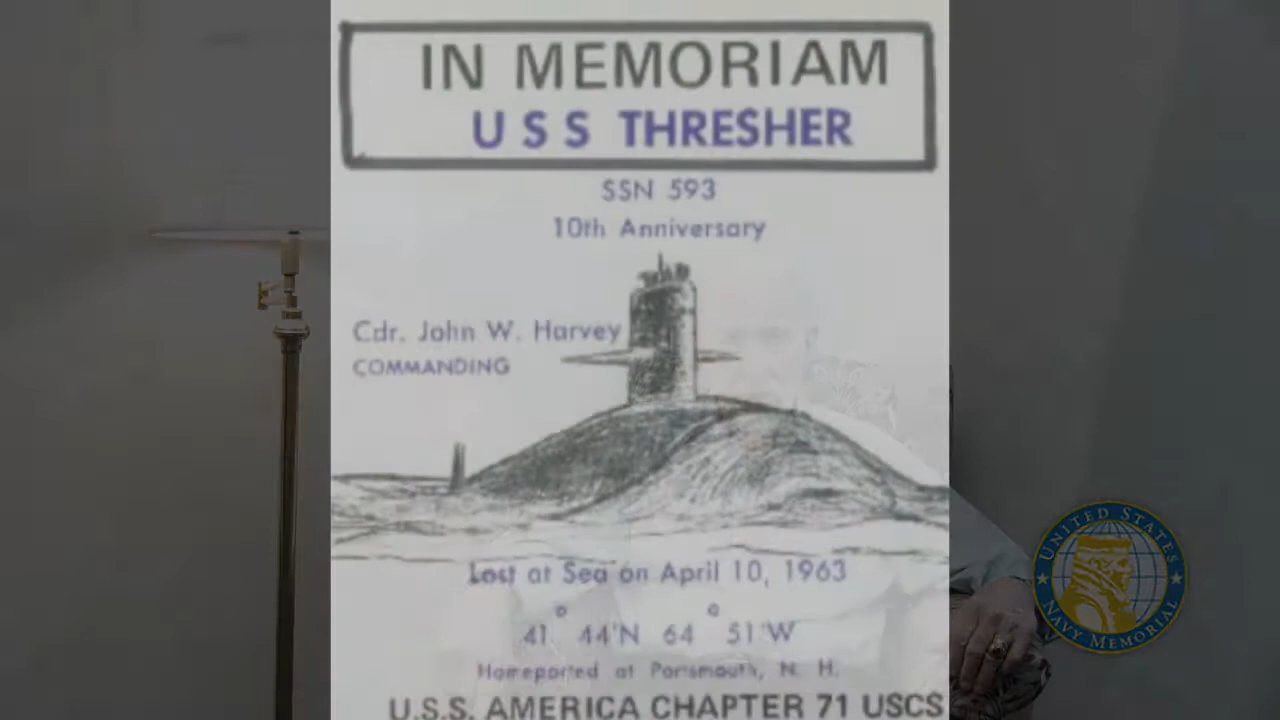 IN MEMORIAM
USS THRESHER
SSN 593
10th Anniversary
Cdr. John W. Harvey
COMMANDING
Lost at Sea on April 10, 1963
41° 44'N 64° 51'W
Homeported at Portsmouth, N. H.
U.S.S. AMERICA CHAPTER 71 USCS
UNITED STATES
NAVY MEMORIAL